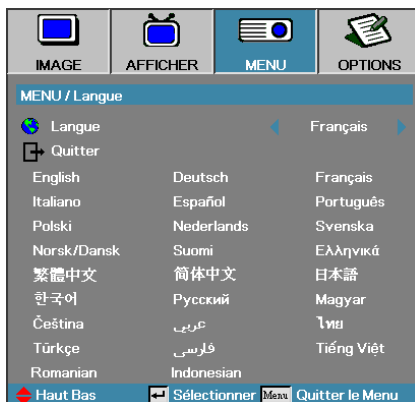 IMAGE AFFICHER MENU OPTIONS
MENU / Langue
Langue Français
Quitter
English Deutsch Français
Italiano Español Português
Polski Nederlands Svenska
Norsk/Dansk Suomi Ελληνικά
繁體中文 简体中文 日本語
한국어 Русский Magyar
Čeština عربي ไทย
Türkçe فارسی Tiếng Việt
Romanian Indonesian
Haut Bas Sélectionner Menu Quitter le Menu